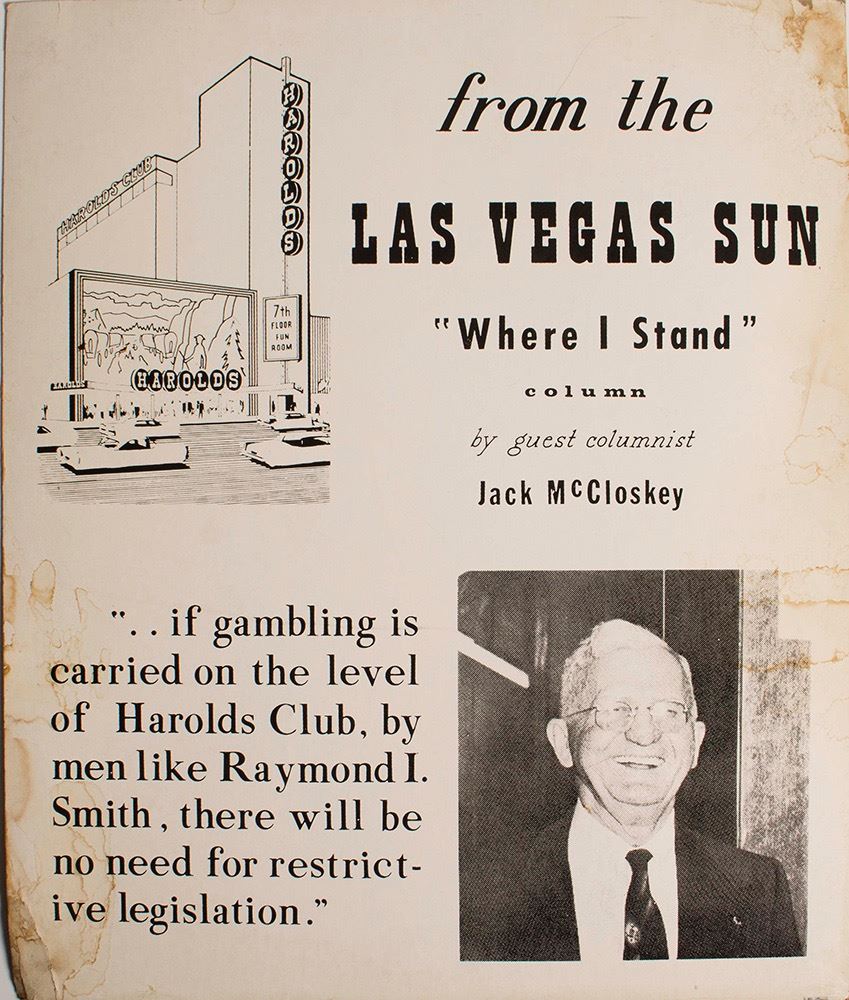 from the
LAS VEGAS SUN
"Where I Stand"
column
by guest columnist
Jack McCloskey
HAROLDS CLUB
HAROLDS
7th
FLOOR
FUN
ROOM
HAROLDS
HAROLDS
". . if gambling is
carried on the level
of Harolds Club, by
men like Raymond I.
Smith, there will be
no need for restrict-
ive legislation."